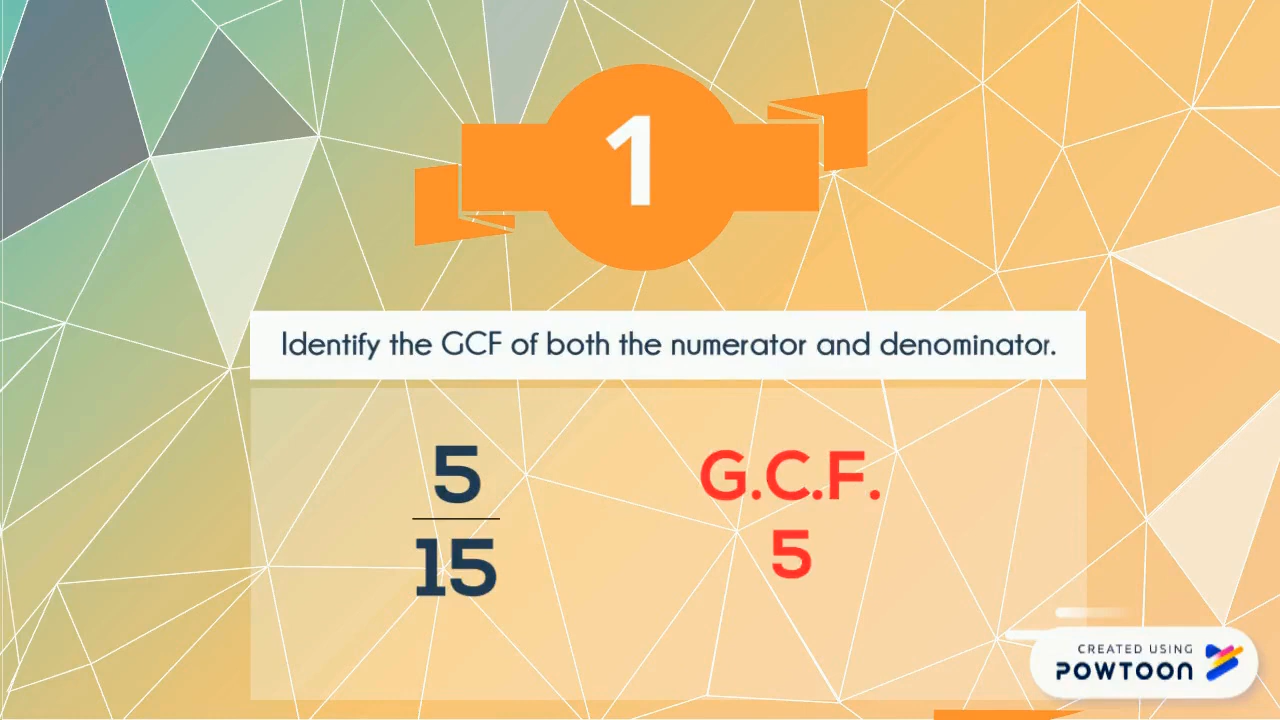 1
Identify the GCF of both the numerator and denominator.
5
15
G.C.F.
5
CREATED USING
POWTOON